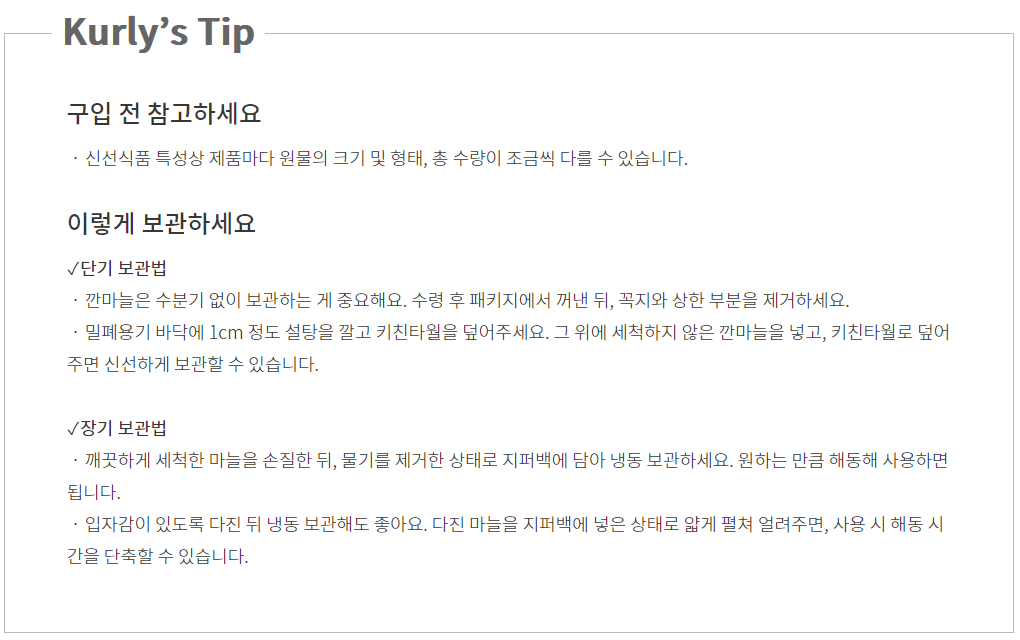 Kurly’s Tip
구입 전 참고하세요
· 신선식품 특성상 제품마다 원물의 크기 및 형태, 총 수량이 조금씩 다를 수 있습니다.
이렇게 보관하세요
✓단기 보관법
· 깐마늘은 수분기 없이 보관하는 게 중요해요. 수령 후 패키지에서 꺼낸 뒤, 꼭지와 상한 부분을 제거하세요.
· 밀폐용기 바닥에 1cm 정도 설탕을 깔고 키친타월을 덮어주세요. 그 위에 세척하지 않은 깐마늘을 넣고, 키친타월로 덮어
주면 신선하게 보관할 수 있습니다.
✓장기 보관법
· 깨끗하게 세척한 마늘을 손질한 뒤, 물기를 제거한 상태로 지퍼백에 담아 냉동 보관하세요. 원하는 만큼 해동해 사용하면
됩니다.
· 입자감이 있도록 다진 뒤 냉동 보관해도 좋아요. 다진 마늘을 지퍼백에 넣은 상태로 얇게 펼쳐 얼려주면, 사용 시 해동 시
간을 단축할 수 있습니다.